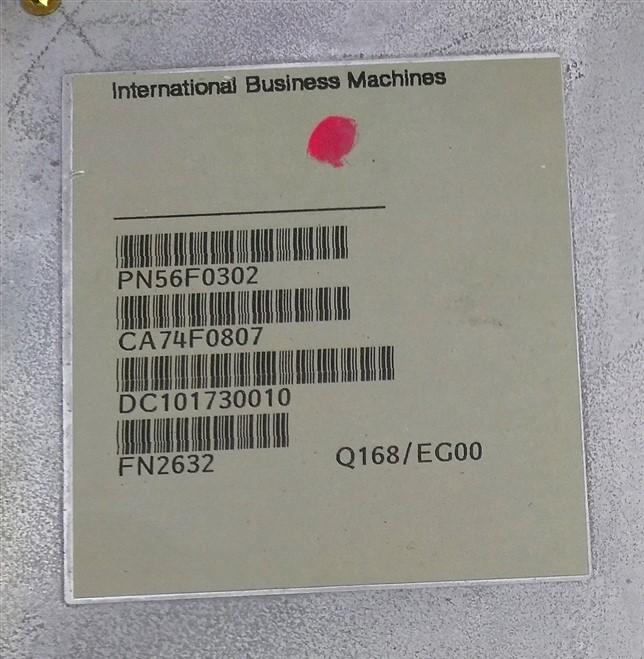 International Business Machines
PN56F0302
CA74F0807
DC101730010
FN2632 Q168/EG00